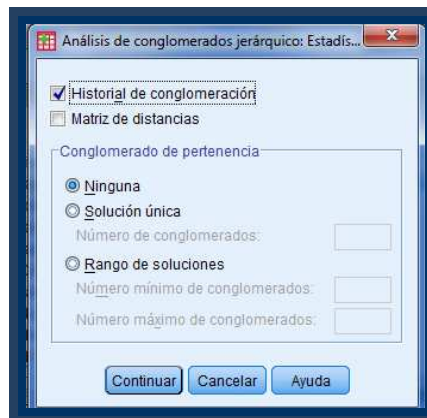 Análisis de conglomerados jerárquico: Estadís...
Historial de conglomeración
Matriz de distancias
Conglomerado de pertenencia
Ninguna
Solución única
Número de conglomerados:
Rango de soluciones
Número mínimo de conglomerados:
Número máximo de conglomerados:
Continuar Cancelar Ayuda